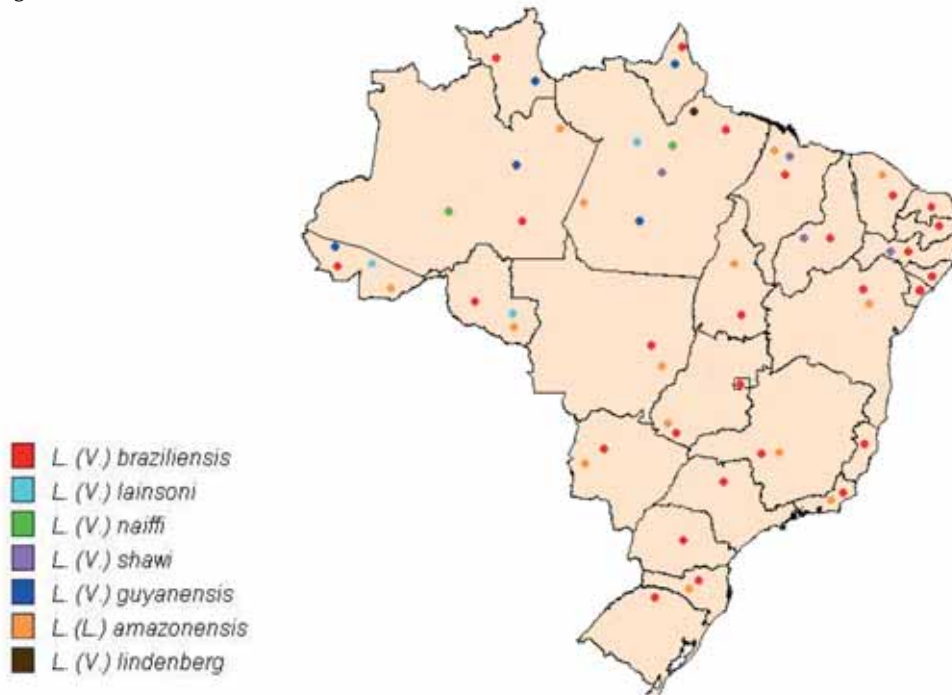 L. (V.) braziliensis
L. (V.) lainsoni
L. (V.) naiffi
L. (V.) shawi
L. (V.) guyanensis
L. (L.) amazonensis
L. (V.) lindenberg